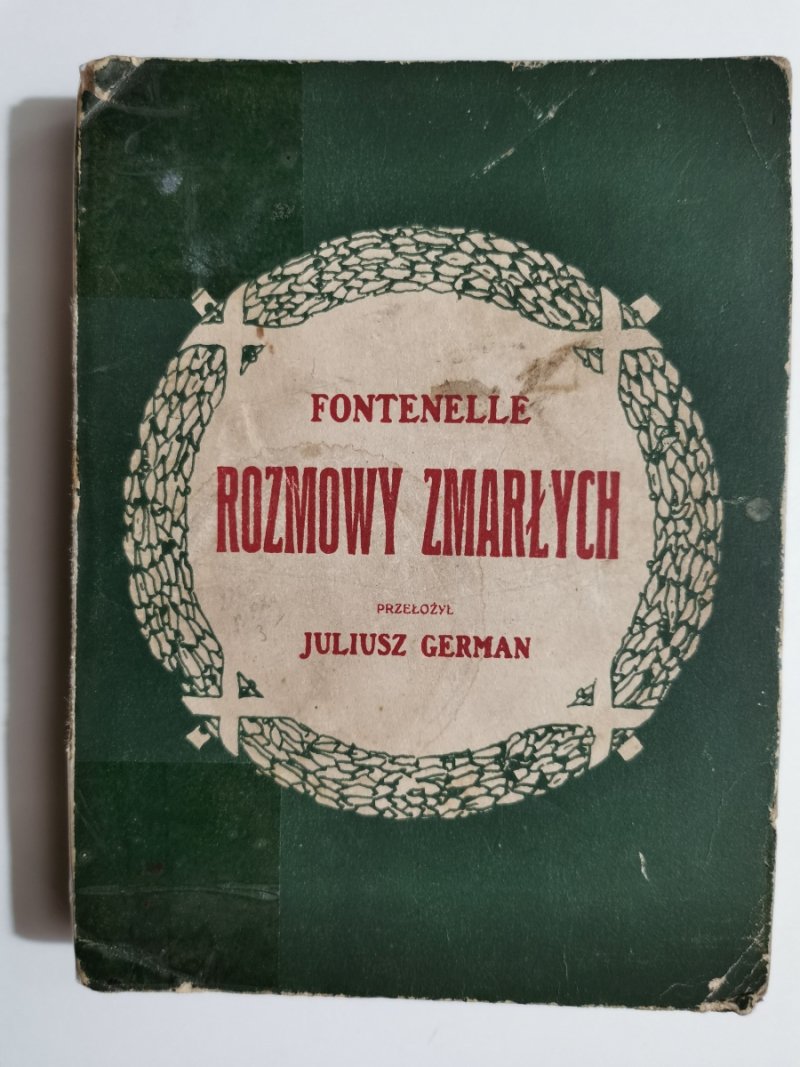 FONTENELLE
ROZMOWY ZMARŁYCH
PRZEŁOŻYŁ
JULIUSZ GERMAN